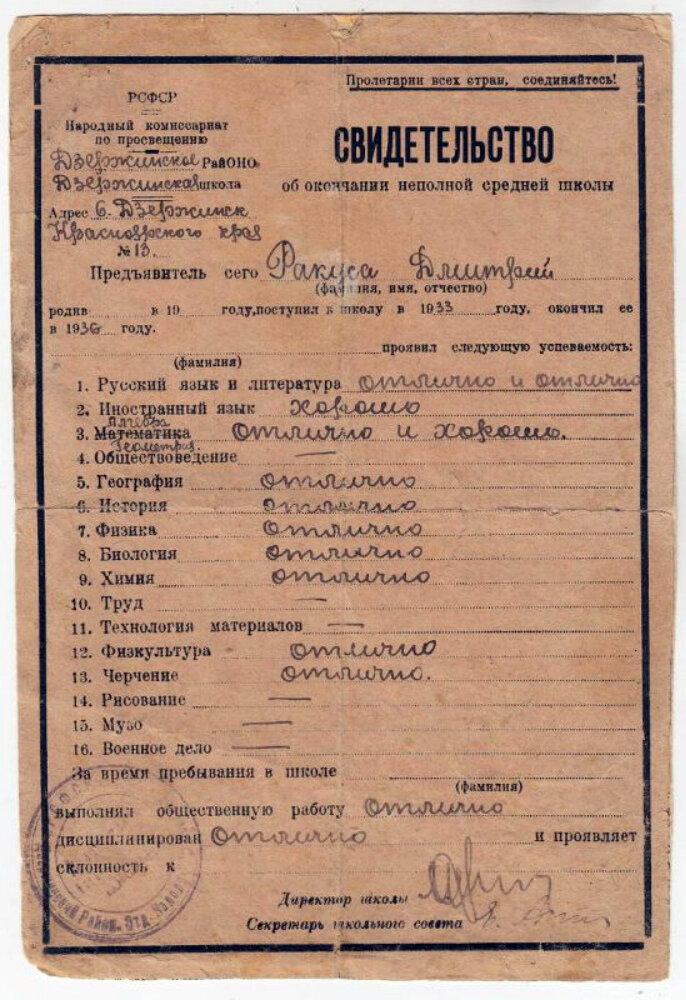 Пролетарии всех стран, соединяйтесь!
РСФСР
Народный комиссариат
по просвещению
Дзержинское РайОНО
Дзержинская школа
Адрес с. Дзержинск
Красноярского края
№ 13.
СВИДЕТЕЛЬСТВО
об окончании неполной средней школы
Предъявитель сего Ракуса Дмитрий
(фамилия, имя, отчество)
родив в 19 году, поступил в школу в 1933 году, окончил ее
в 1936 году.
проявил следующую успеваемость:
(фамилия)
1. Русский язык и литература отлично и отлично
2. Иностранный язык хорошо
Алгебра
3. Математика отлично и хорошо.
Геометрия.
4. Обществоведение —
5. География отлично
6. История отлично
7. Физика отлично
8. Биология отлично
9. Химия отлично
10. Труд —
11. Технология материалов —
12. Физкультура отлично
13. Черчение отлично.
14. Рисование —
15. Музо —
16. Военное дело —
За время пребывания в школе
(фамилия)
выполнял общественную работу отлично
дисциплинирован отлично и проявляет
склонность к
Директор школы
Секретарь школьного совета
Район. Отд.